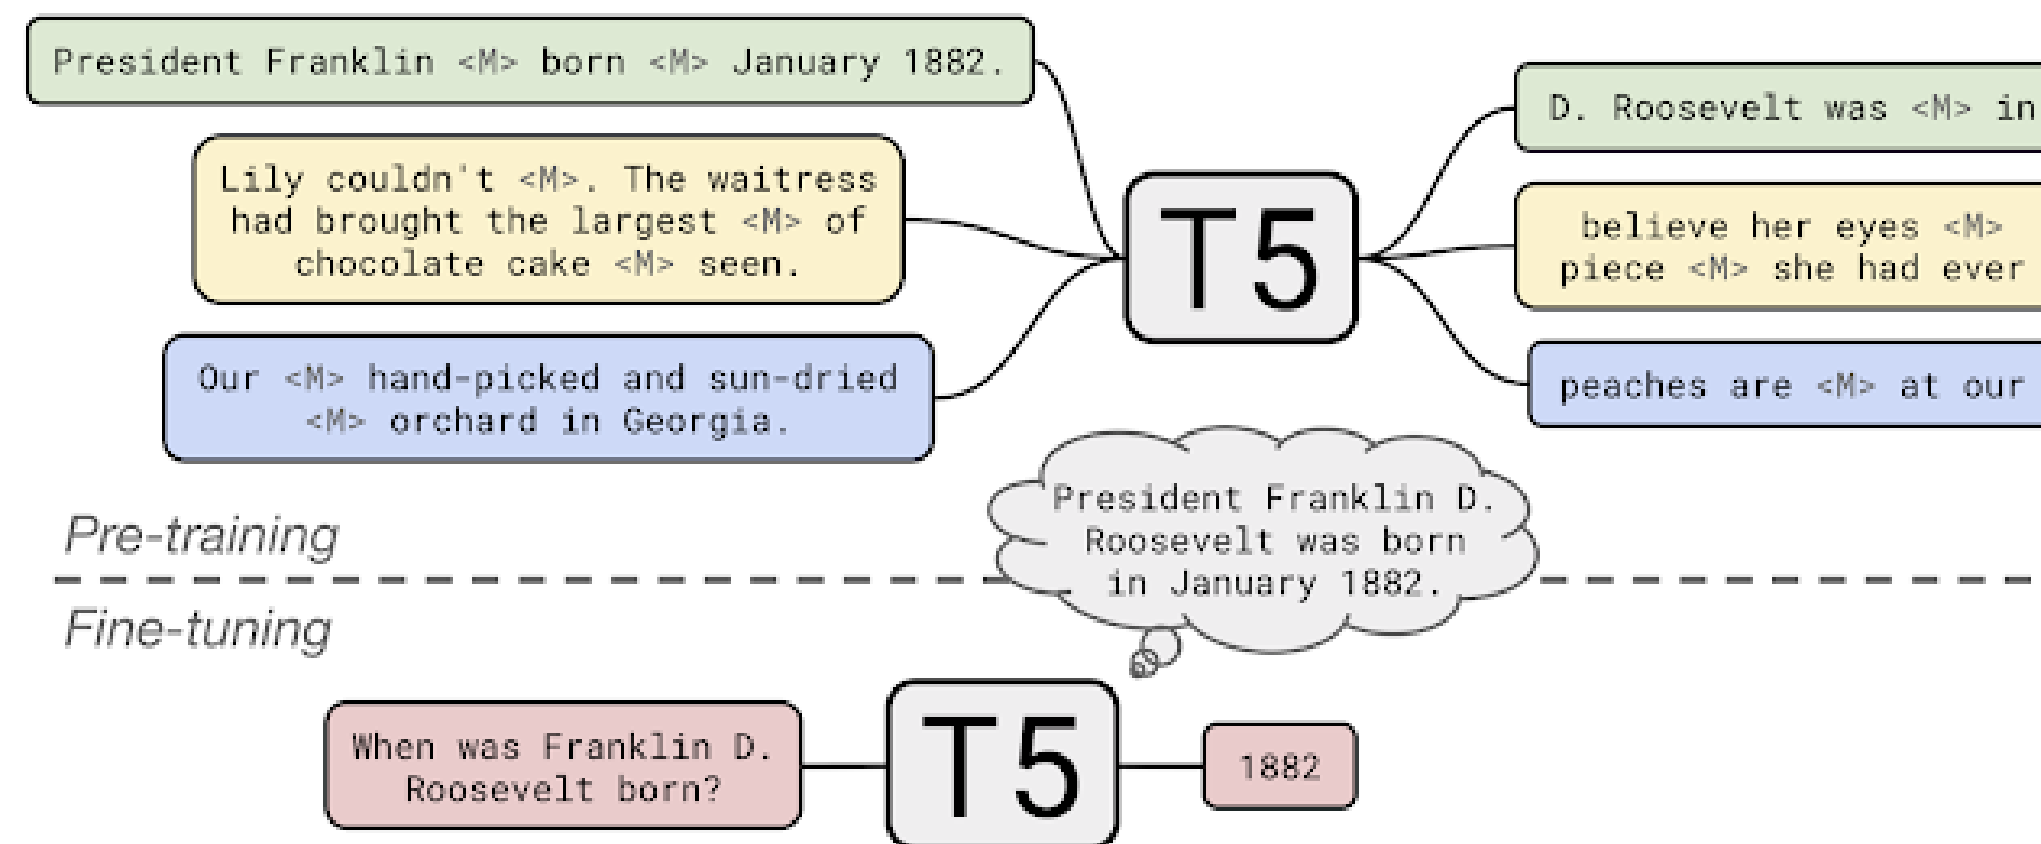 President Franklin <M> born <M> January 1882.
Lily couldn't <M>. The waitress
had brought the largest <M> of
chocolate cake <M> seen.
Our <M> hand-picked and sun-dried
<M> orchard in Georgia.
T5
D. Roosevelt was <M> in
believe her eyes <M>
piece <M> she had ever
peaches are <M> at our
Pre-training
President Franklin D.
Roosevelt was born
in January 1882.
Fine-tuning
When was Franklin D.
Roosevelt born?
T5
1882